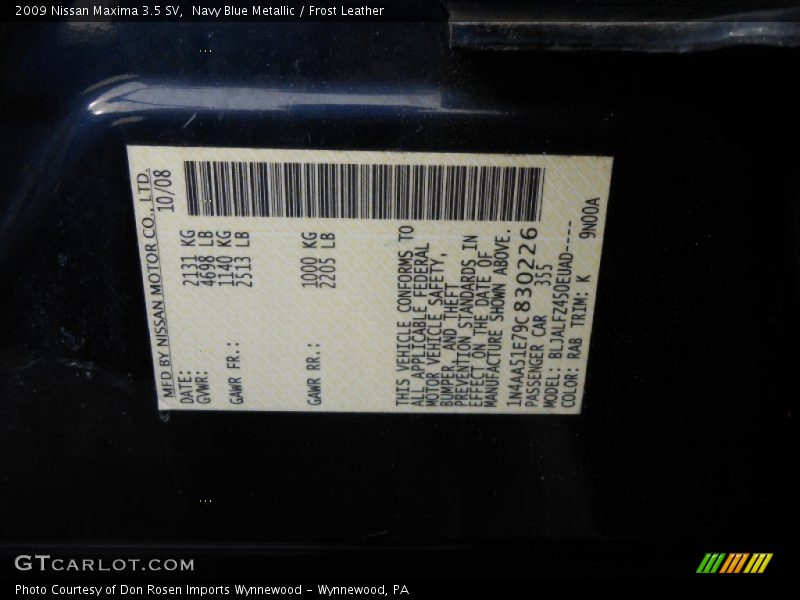 2009 Nissan Maxima 3.5 SV,  Navy Blue Metallic / Frost Leather
MFD BY NISSAN MOTOR CO., LTD.
DATE: 10/08
GVWR: 2131 KG
4698 LB
GAWR FR.: 1140 KG
2513 LB
GAWR RR.: 1000 KG
2205 LB
THIS VEHICLE CONFORMS TO
ALL APPLICABLE FEDERAL
MOTOR VEHICLE SAFETY,
BUMPER, AND THEFT
PREVENTION STANDARDS IN
EFFECT ON THE DATE OF
MANUFACTURE SHOWN ABOVE.
1N4AA51E79C830226
PASSENGER CAR 355
MODEL: BLJALFZ450EUAD----
COLOR: RAB TRIM: K 9N00A
GTCARLOT.COM
Photo Courtesy of Don Rosen Imports Wynnewood – Wynnewood, PA